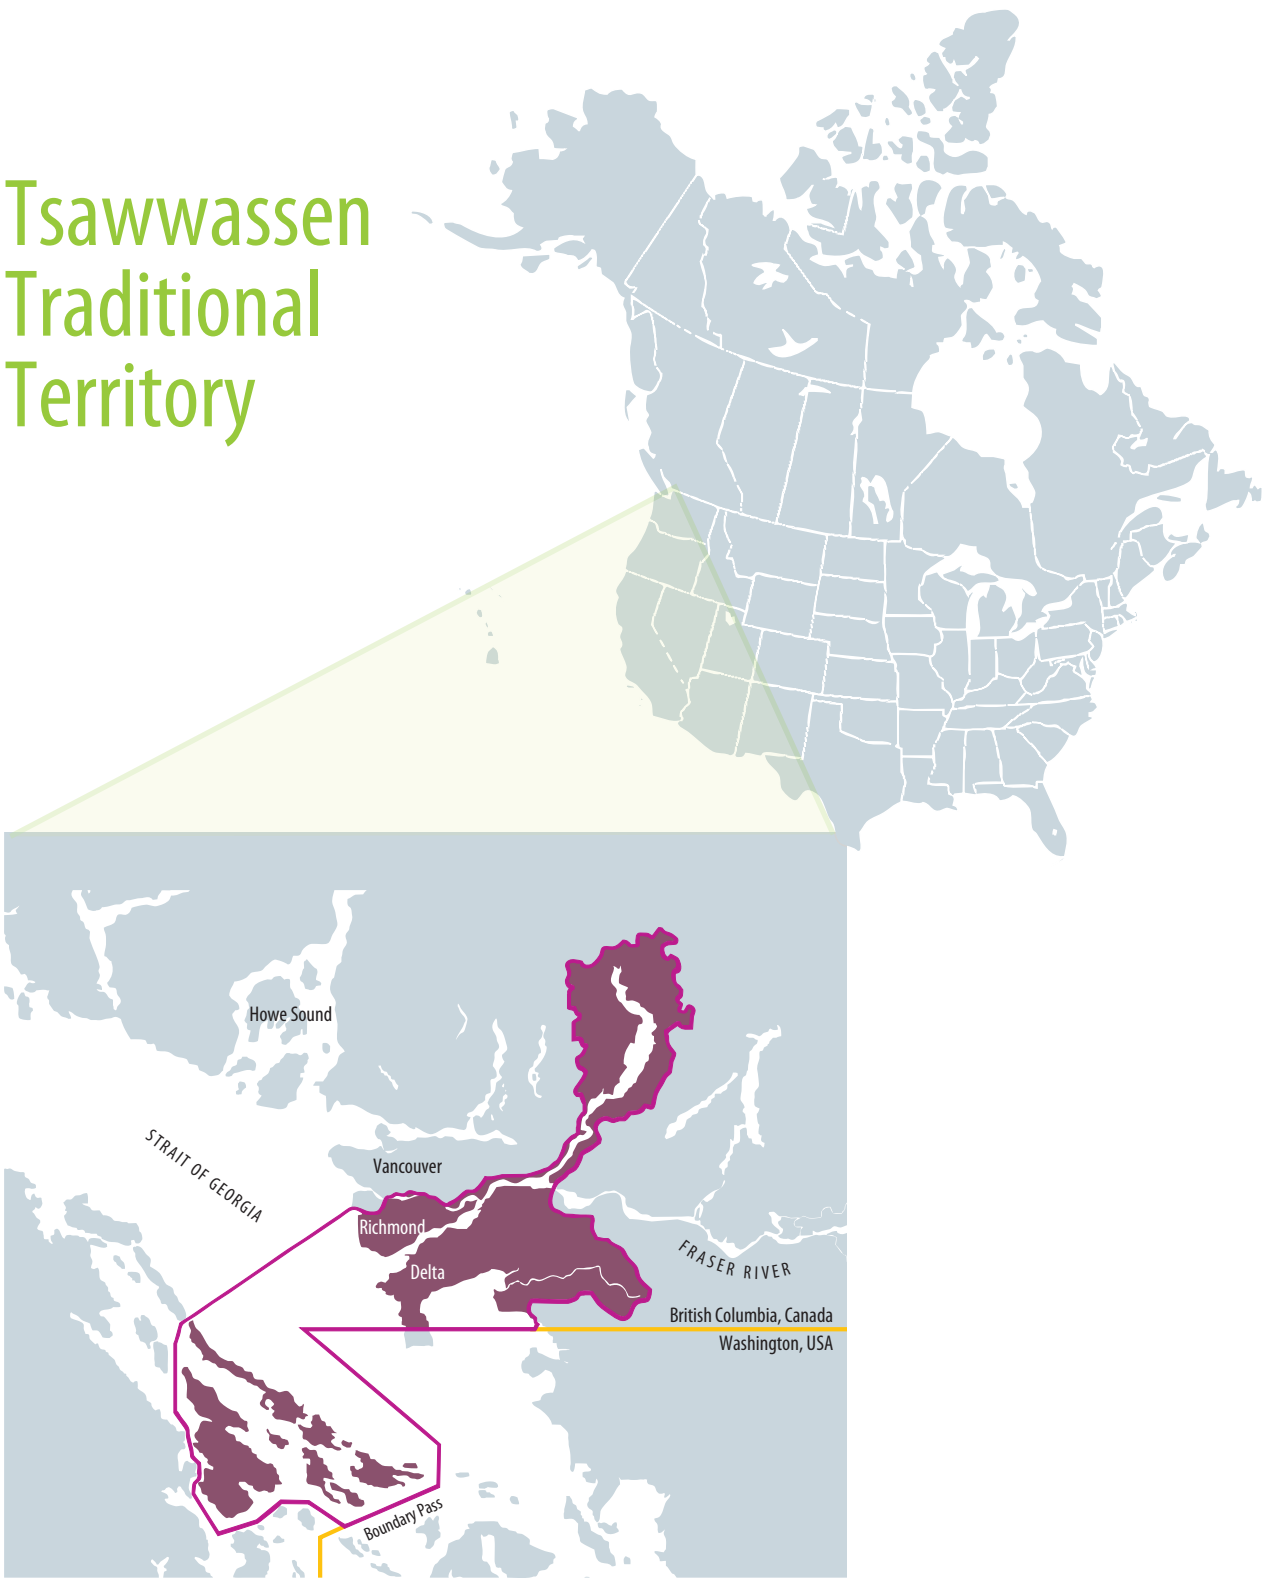 Tsawwassen
Traditional
Territory
Howe Sound
STRAIT OF GEORGIA
Vancouver
Richmond
Delta
FRASER RIVER
British Columbia, Canada
Washington, USA
Boundary Pass